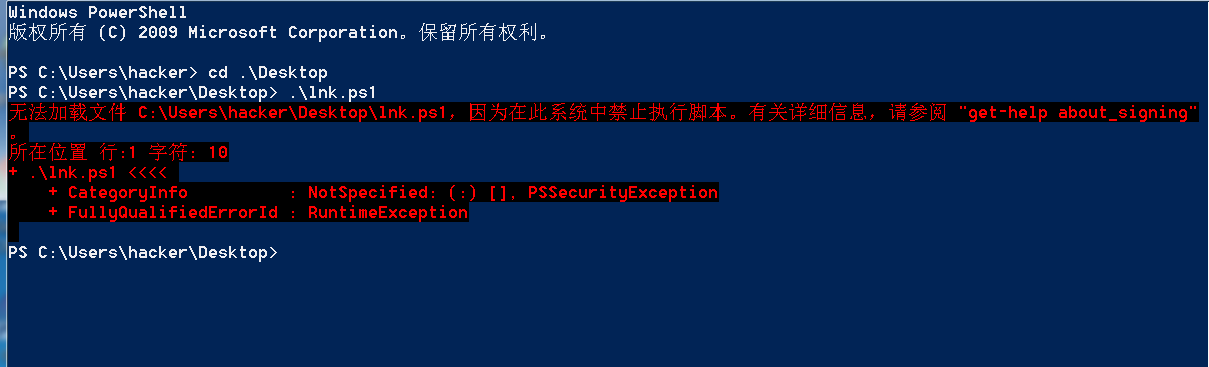 Windows PowerShell
版权所有 (C) 2009 Microsoft Corporation。保留所有权利。
PS C:\Users\hacker> cd .\Desktop
PS C:\Users\hacker\Desktop> .\lnk.ps1
无法加载文件 C:\Users\hacker\Desktop\lnk.ps1，因为在此系统中禁止执行脚本。有关详细信息，请参阅 "get-help about_signing"
。
所在位置 行:1 字符: 10
+ .\lnk.ps1 <<<<
+ CategoryInfo : NotSpecified: (:) [], PSSecurityException
+ FullyQualifiedErrorId : RuntimeException
PS C:\Users\hacker\Desktop>